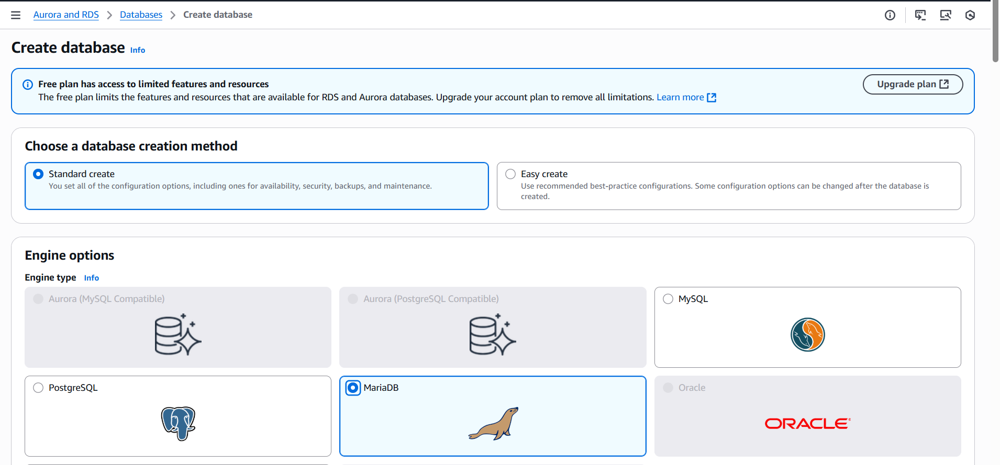 Aurora and RDS > Databases > Create database
Create database Info
Free plan has access to limited features and resources
The free plan limits the features and resources that are available for RDS and Aurora databases. Upgrade your account plan to remove all limitations. Learn more
Upgrade plan
Choose a database creation method
Standard create
You set all of the configuration options, including ones for availability, security, backups, and maintenance.
Easy create
Use recommended best-practice configurations. Some configuration options can be changed after the database is
created.
Engine options
Engine type Info
Aurora (MySQL Compatible)
Aurora (PostgreSQL Compatible)
MySQL
PostgreSQL
MariaDB
Oracle
ORACLE